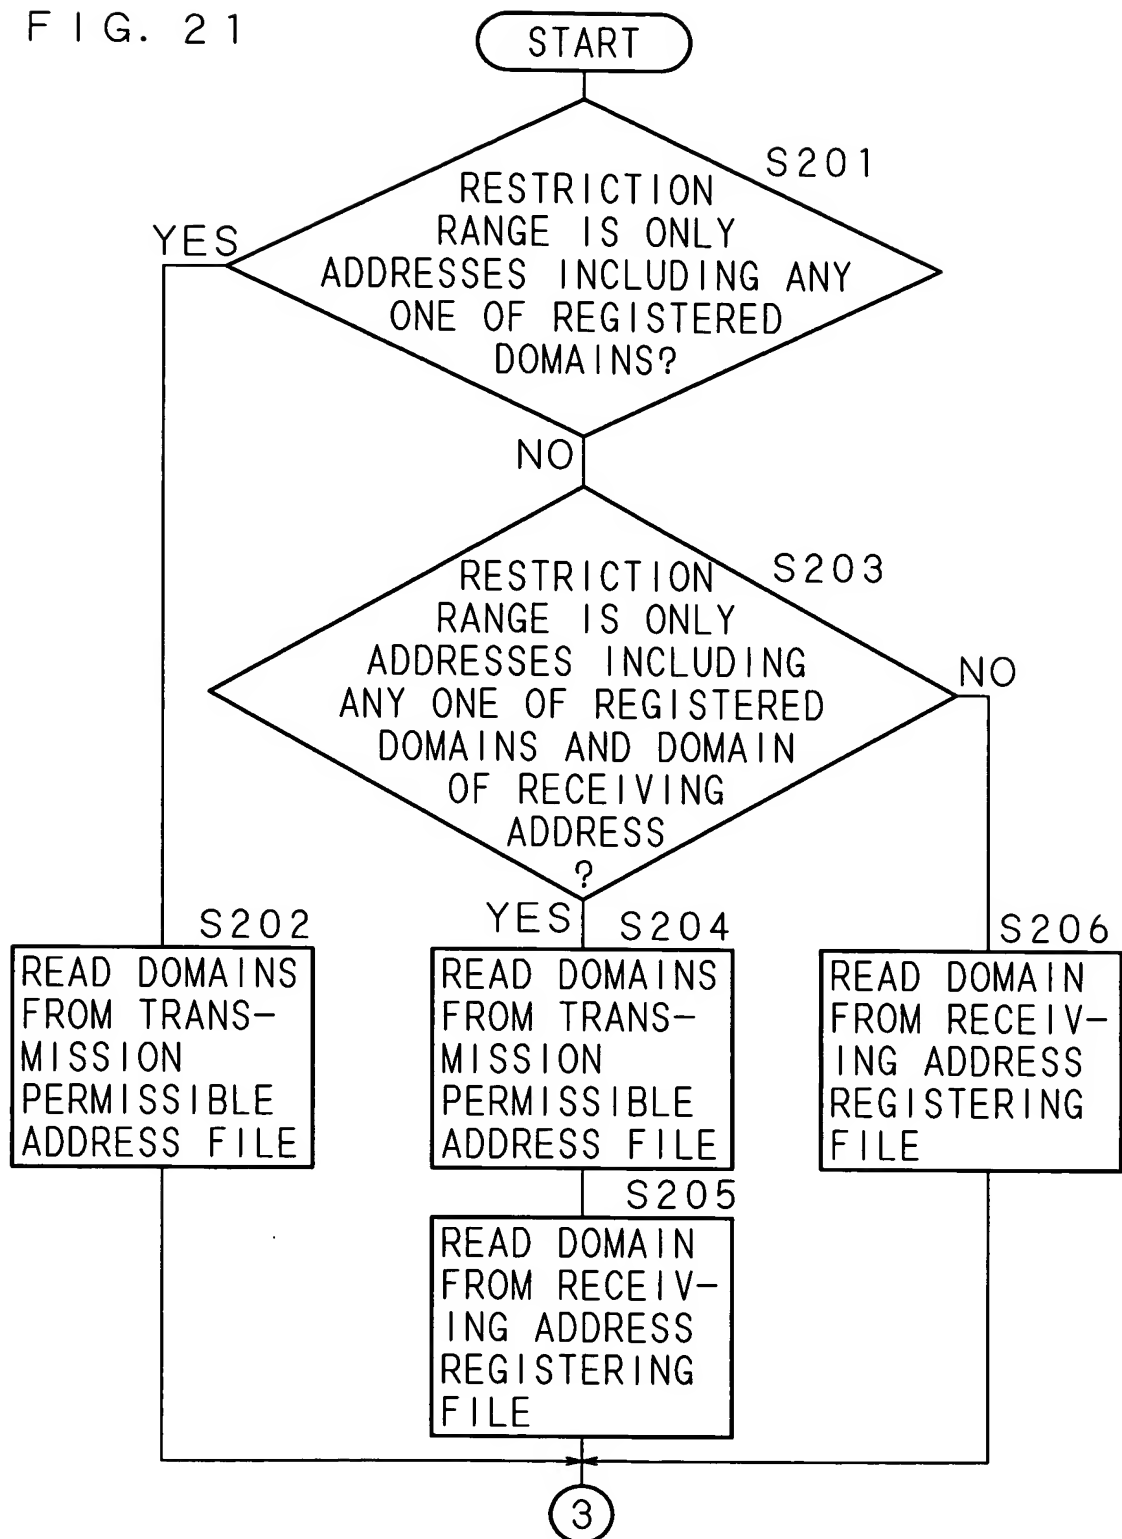 FIG. 21
START
S201
RESTRICTION
RANGE IS ONLY
ADDRESSES INCLUDING ANY
ONE OF REGISTERED
DOMAINS?
YES
NO
S203
RESTRICTION
RANGE IS ONLY
ADDRESSES INCLUDING
ANY ONE OF REGISTERED
DOMAINS AND DOMAIN
OF RECEIVING
ADDRESS
?
NO
YES
S202
READ DOMAINS
FROM TRANS-
MISSION
PERMISSIBLE
ADDRESS FILE
S204
READ DOMAINS
FROM TRANS-
MISSION
PERMISSIBLE
ADDRESS FILE
S206
READ DOMAIN
FROM RECEIV-
ING ADDRESS
REGISTERING
FILE
S205
READ DOMAIN
FROM RECEIV-
ING ADDRESS
REGISTERING
FILE
3